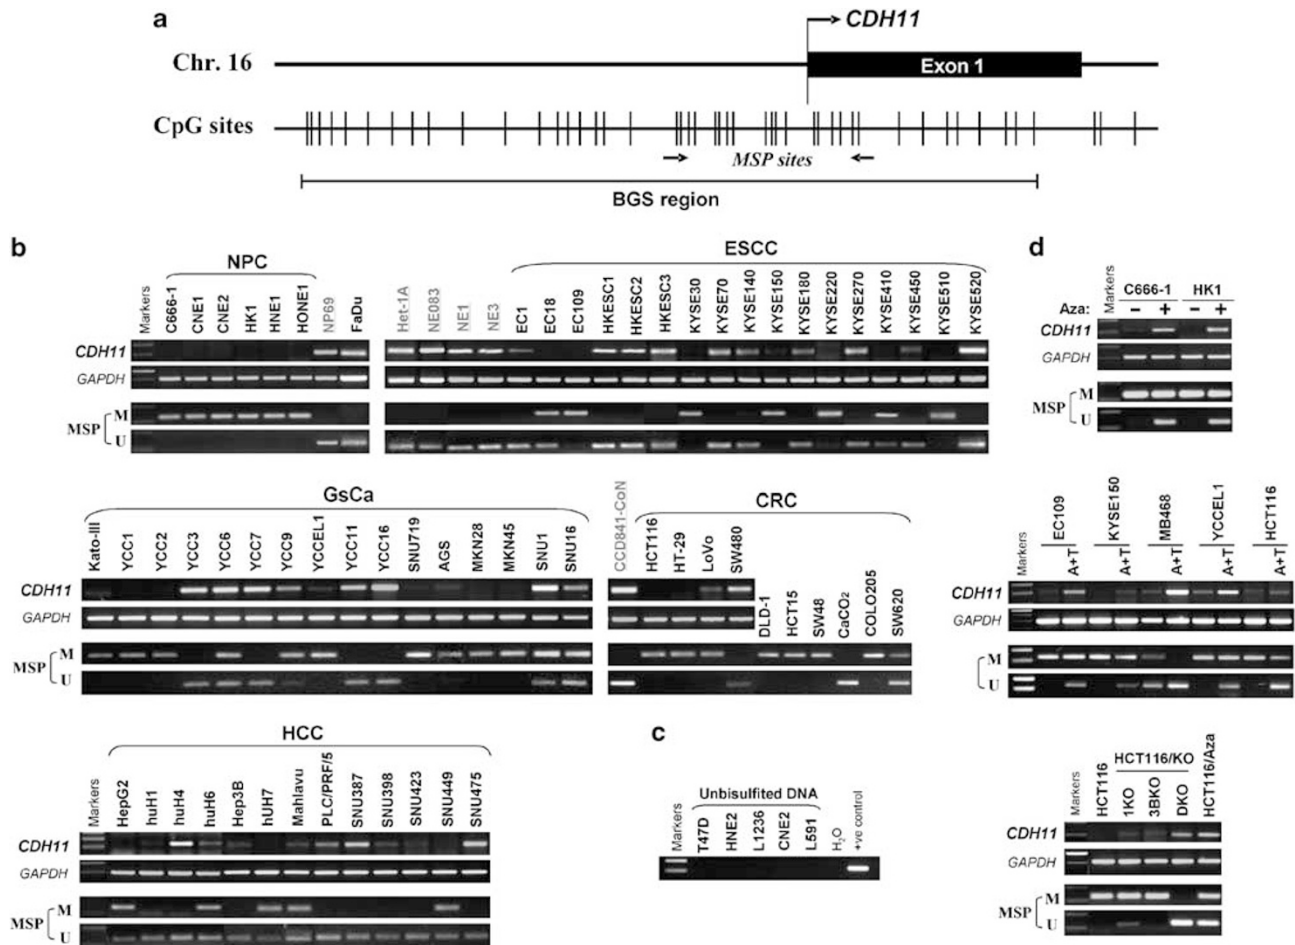 a
CDH11
Chr. 16
Exon 1
CpG sites
MSP sites
BGS region
b
NPC
Markers
C666-1
CNE1
CNE2
HK1
HNE1
HONE1
NP69
FaDu
CDH11
GAPDH
MSP
M
U
ESCC
Het-1A
NE083
NE1
NE3
EC1
EC18
EC109
HKESC1
HKESC2
HKESC3
KYSE30
KYSE70
KYSE140
KYSE150
KYSE180
KYSE220
KYSE270
KYSE410
KYSE450
KYSE510
KYSE520
GsCa
Kato-III
YCC1
YCC2
YCC3
YCC6
YCC7
YCC9
YCCEL1
YCC11
YCC16
SNU719
AGS
MKN28
MKN45
SNU1
SNU16
CDH11
GAPDH
MSP
M
U
CRC
CCD841-CoN
HCT116
HT-29
LoVo
SW480
DLD-1
HCT15
SW48
CaCO2
COLO205
SW620
HCC
Markers
HepG2
huH1
huH4
huH6
Hep3B
hUH7
Mahlavu
PLC/PRF/5
SNU387
SNU398
SNU423
SNU449
SNU475
CDH11
GAPDH
MSP
M
U
c
Unbisulfited DNA
Markers
T47D
HNE2
L1236
CNE2
L591
H2O
+ve control
d
Markers
C666-1 HK1
Aza: – + – +
CDH11
GAPDH
MSP
M
U
Markers
EC109
A+T
KYSE150
A+T
MB468
A+T
YCCEL1
A+T
HCT116
A+T
CDH11
GAPDH
M
U
HCT116/KO
Markers
HCT116
1KO
3BKO
DKO
HCT116/Aza
CDH11
GAPDH
MSP
M
U